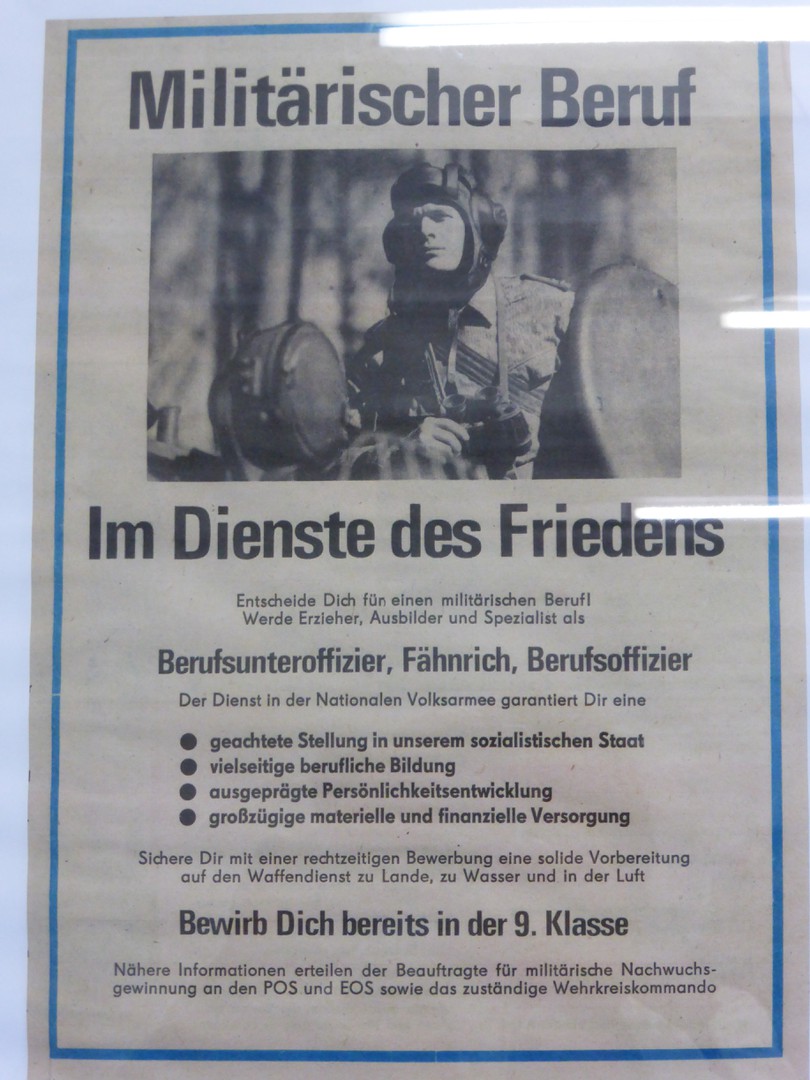 Militärischer Beruf
Im Dienste des Friedens
Entscheide Dich für einen militärischen Beruf!
Werde Erzieher, Ausbilder und Spezialist als
Berufsunteroffizier, Fähnrich, Berufsoffizier
Der Dienst in der Nationalen Volksarmee garantiert Dir eine
● geachtete Stellung in unserem sozialistischen Staat
● vielseitige berufliche Bildung
● ausgeprägte Persönlichkeitsentwicklung
● großzügige materielle und finanzielle Versorgung
Sichere Dir mit einer rechtzeitigen Bewerbung eine solide Vorbereitung
auf den Waffendienst zu Lande, zu Wasser und in der Luft
Bewirb Dich bereits in der 9. Klasse
Nähere Informationen erteilen der Beauftragte für militärische Nachwuchs-
gewinnung an den POS und EOS sowie das zuständige Wehrkreiskommando